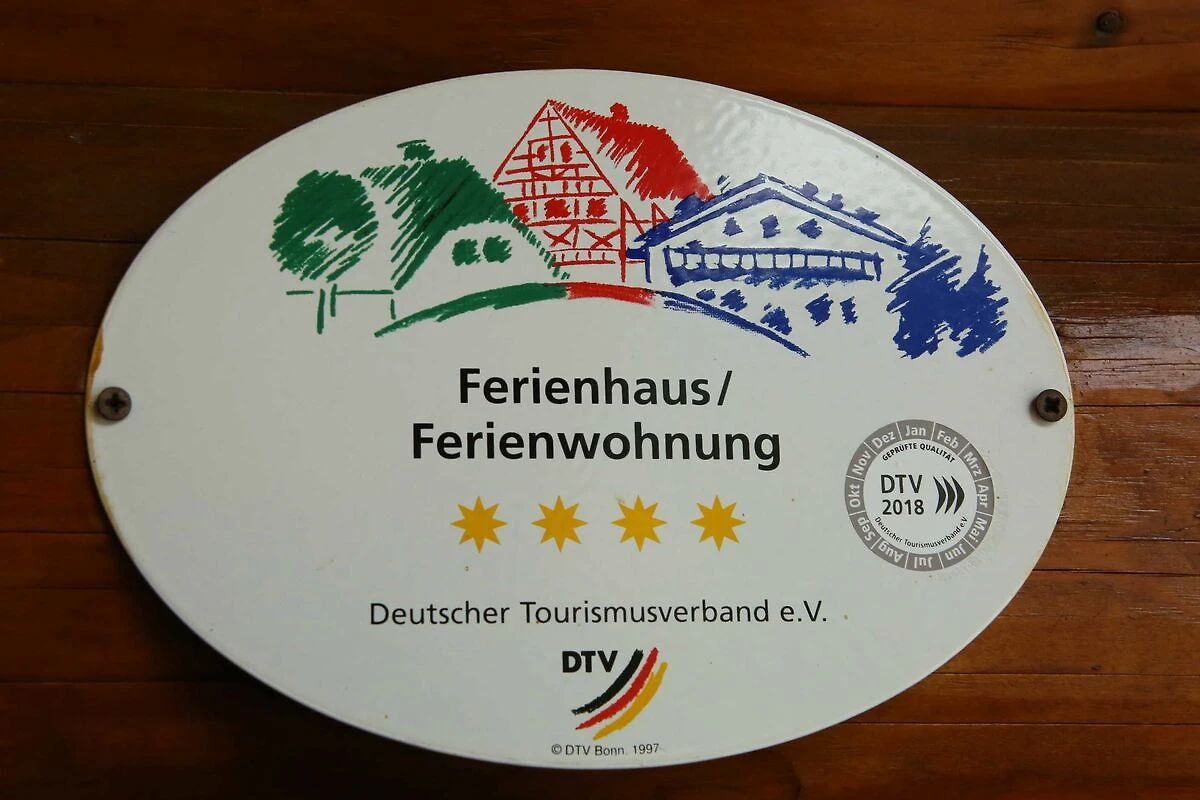 Ferienhaus/
Ferienwohnung
Jan Feb Mrz Apr Mai Jun Jul Aug Sep Okt Nov Dez
GEPRÜFTE QUALITÄT
DTV
2018
Deutscher Tourismusverband e.V.
Deutscher Tourismusverband e.V.
DTV
© DTV Bonn. 1997